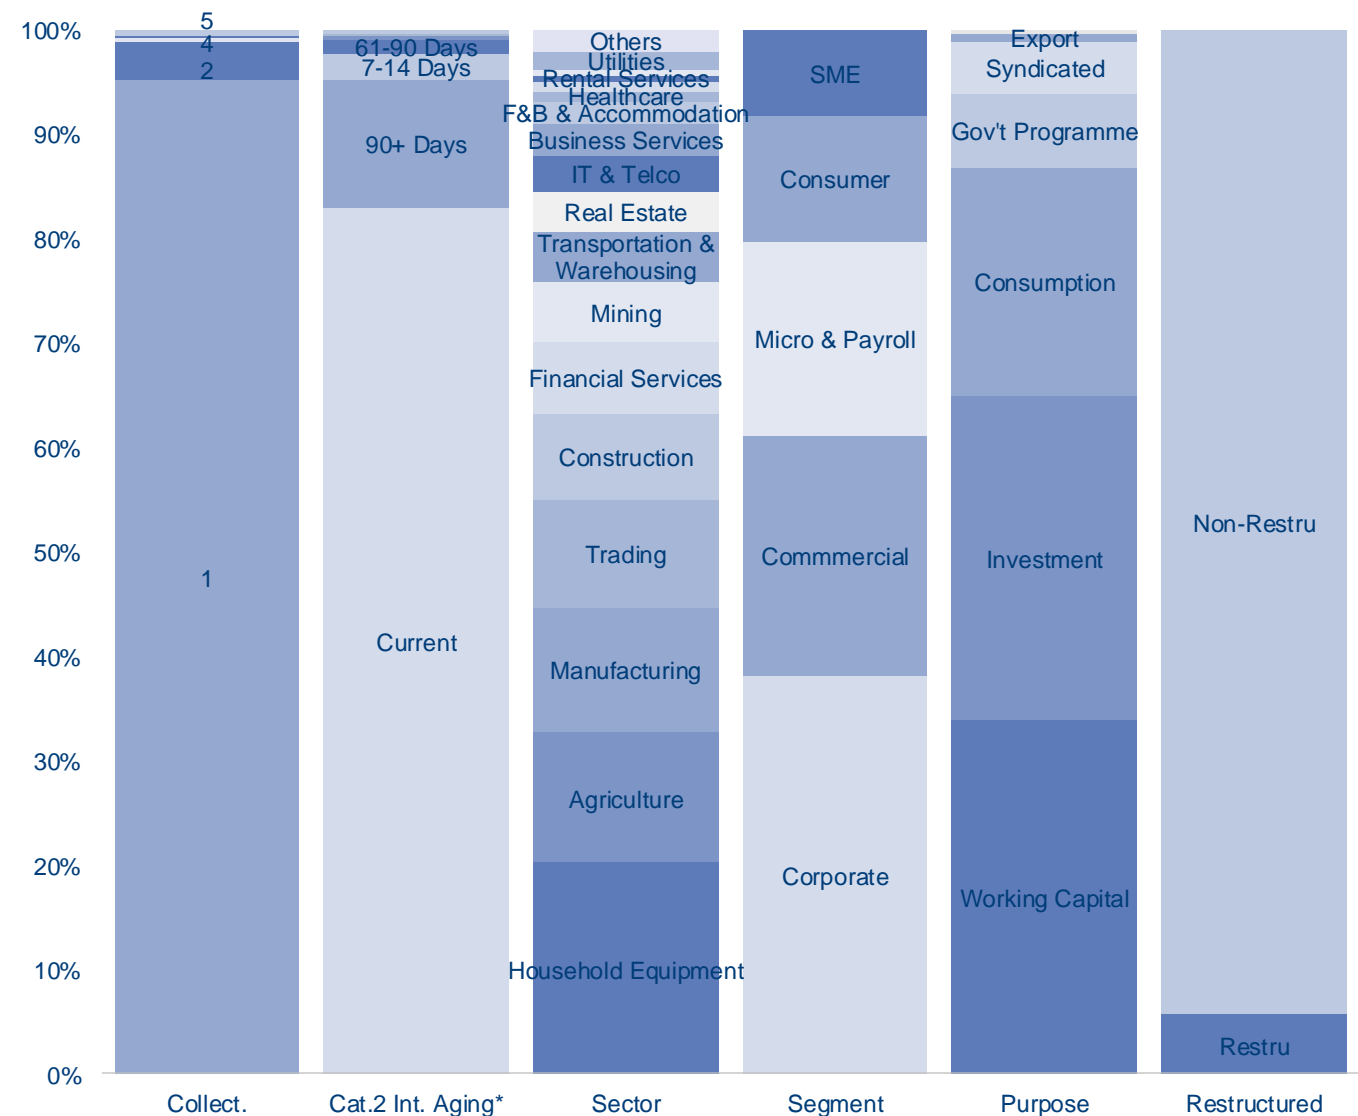 100%
90%
80%
70%
60%
50%
40%
30%
20%
10%
0%
5
4
2
1
61-90 Days
7-14 Days
90+ Days
Current
Others
Utilities
Rental Services
Healthcare
F&B & Accommodation
Business Services
IT & Telco
Real Estate
Transportation &
Warehousing
Mining
Financial Services
Construction
Trading
Manufacturing
Agriculture
Household Equipment
SME
Consumer
Micro & Payroll
Commmercial
Corporate
Export
Syndicated
Gov't Programme
Consumption
Investment
Working Capital
Non-Restru
Restru
Collect.
Cat.2 Int. Aging*
Sector
Segment
Purpose
Restructured